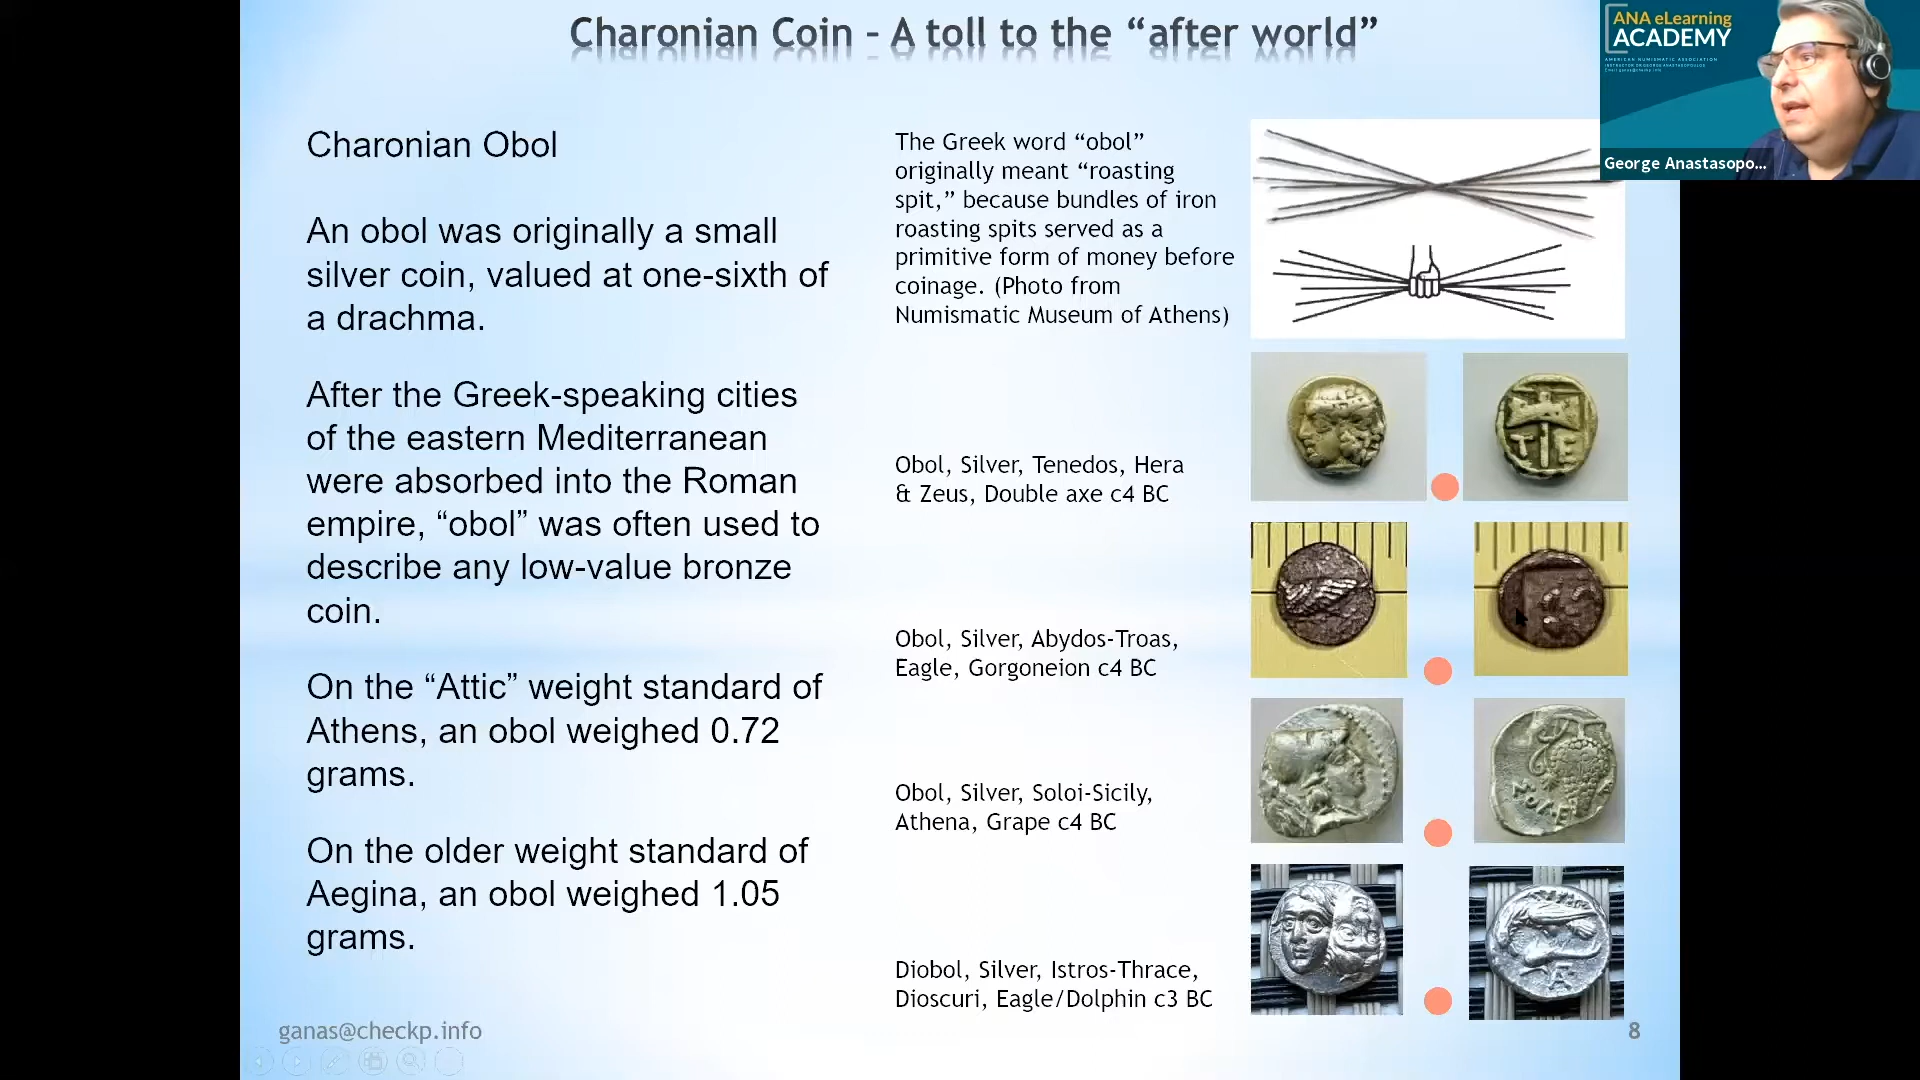 Charonian Coin – A toll to the “after world”
ANA eLearning
ACADEMY
AMERICAN NUMISMATIC ASSOCIATION
George Anastasopo...
Charonian Obol
An obol was originally a small
silver coin, valued at one-sixth of
a drachma.
After the Greek-speaking cities
of the eastern Mediterranean
were absorbed into the Roman
empire, “obol” was often used to
describe any low-value bronze
coin.
On the “Attic” weight standard of
Athens, an obol weighed 0.72
grams.
On the older weight standard of
Aegina, an obol weighed 1.05
grams.
The Greek word “obol”
originally meant “roasting
spit,” because bundles of iron
roasting spits served as a
primitive form of money before
coinage. (Photo from
Numismatic Museum of Athens)
Obol, Silver, Tenedos, Hera
& Zeus, Double axe c4 BC
T E
Obol, Silver, Abydos-Troas,
Eagle, Gorgoneion c4 BC
Obol, Silver, Soloi-Sicily,
Athena, Grape c4 BC
Diobol, Silver, Istros-Thrace,
Dioscuri, Eagle/Dolphin c3 BC
ganas@checkp.info
8